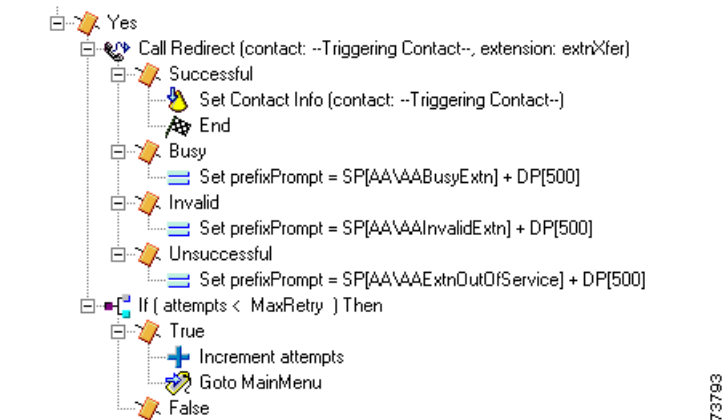 Yes
Call Redirect (contact: --Triggering Contact--, extension: extnXfer)
Successful
Set Contact Info (contact: --Triggering Contact--)
End
Busy
Set prefixPrompt = SP[AA\AABusyExtn] + DP[500]
Invalid
Set prefixPrompt = SP[AA\AAInvalidExtn] + DP[500]
Unsuccessful
Set prefixPrompt = SP[AA\AAExtnOutOfService] + DP[500]
If ( attempts < MaxRetry ) Then
True
Increment attempts
Goto MainMenu
False
73793